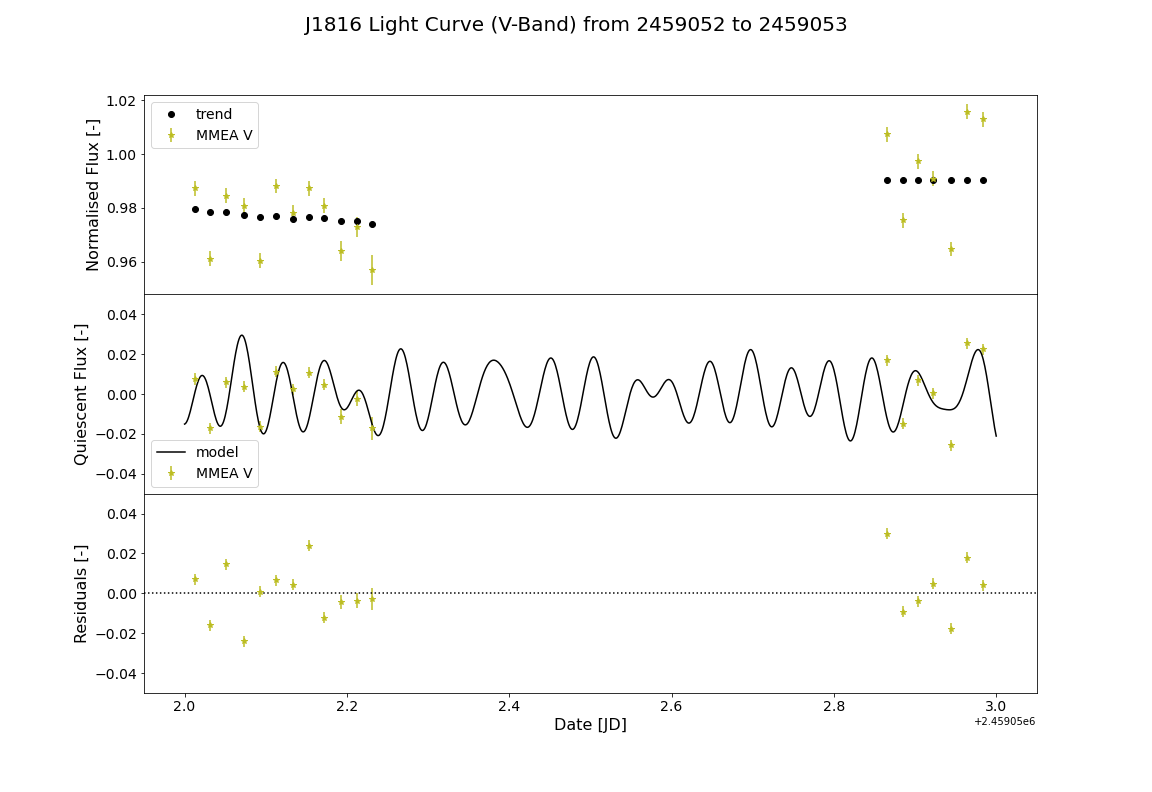 J1816 Light Curve (V-Band) from 2459052 to 2459053
Normalised Flux [-]
1.02
1.00
0.98
0.96
trend
MMEA V
Quiescent Flux [-]
0.04
0.02
0.00
−0.02
−0.04
model
MMEA V
Residuals [-]
0.04
0.02
0.00
−0.02
−0.04
2.0 2.2 2.4 2.6 2.8 3.0
Date [JD]
+2.45905e6